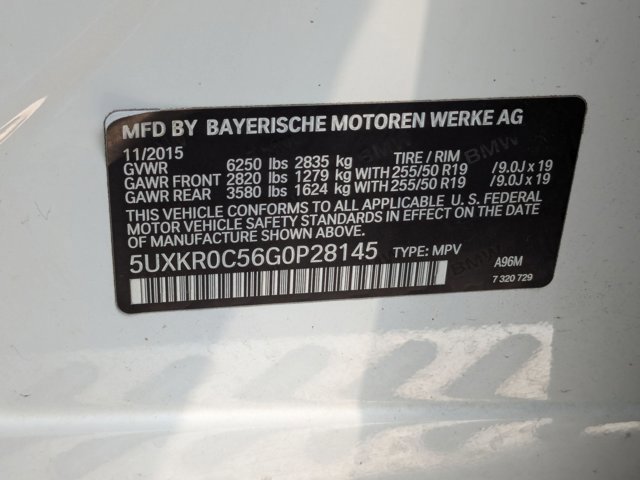 MFD BY BAYERISCHE MOTOREN WERKE AG
11/2015 TIRE / RIM
GVWR 6250 lbs 2835 kg
GAWR FRONT 2820 lbs 1279 kg WITH 255/50 R19 / 9.0J x 19
GAWR REAR 3580 lbs 1624 kg WITH 255/50 R19 / 9.0J x 19
THIS VEHICLE CONFORMS TO ALL APPLICABLE U.S. FEDERAL
MOTOR VEHICLE SAFETY STANDARDS IN EFFECT ON THE
DATE OF MANUFACTURE SHOWN ABOVE.
5UXKR0C56G0P28145 TYPE: MPV A96M
7 320 729
BMW
BMW
BMW